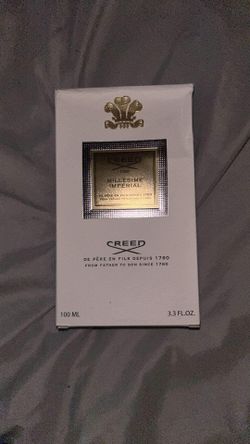 CREED
MILLESIME
IMPERIAL
CREED
DE PÈRE EN FILS DEPUIS 1760
FROM FATHER TO SON SINCE 1760
100 ML
3.3 FL.OZ.